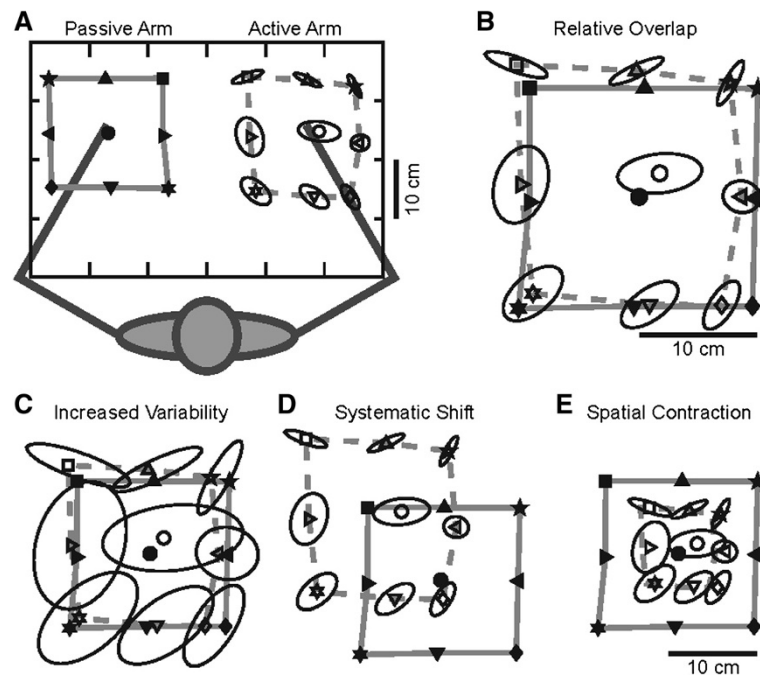 A
Passive Arm
Active Arm
10 cm
B
Relative Overlap
10 cm
C
Increased Variability
D
Systematic Shift
E
Spatial Contraction
10 cm